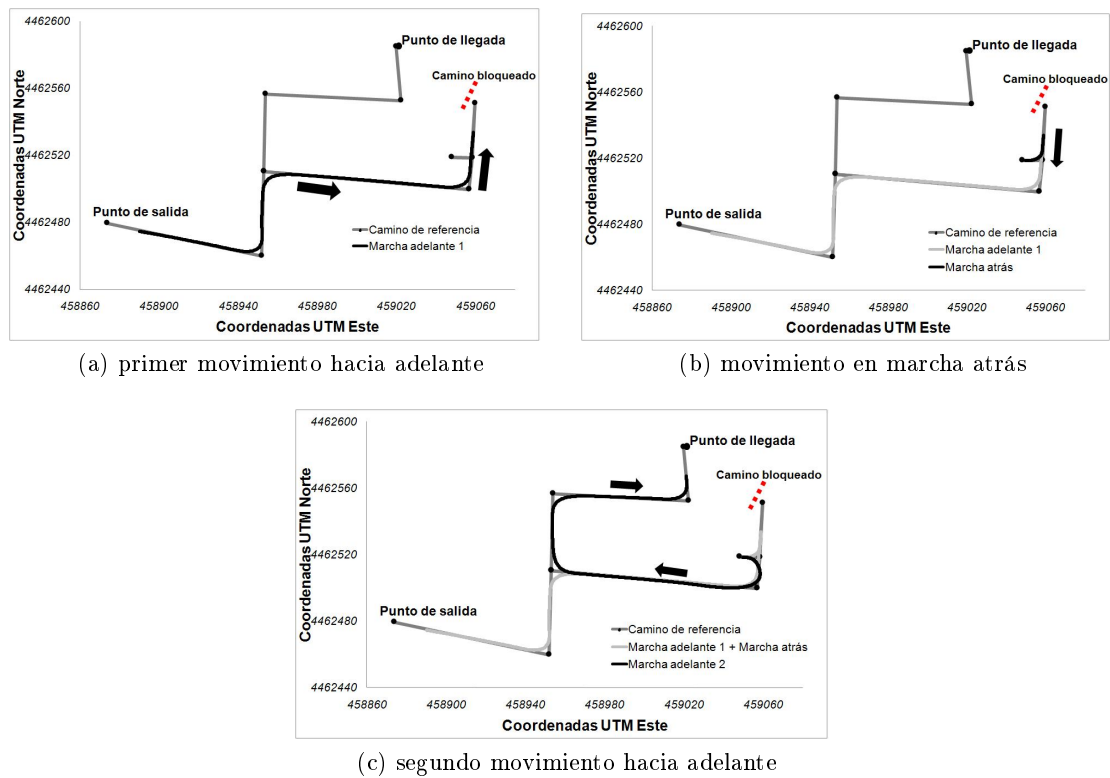 4462600
4462560
4462520
4462480
4462440
Coordenadas UTM Norte
Punto de llegada
Camino bloqueado
Punto de salida
Camino de referencia
Marcha adelante 1
458860 458900 458940 458980 459020 459060
Coordenadas UTM Este
(a) primer movimiento hacia adelante
4462600
4462560
4462520
4462480
4462440
Coordenadas UTM Norte
Punto de llegada
Camino bloqueado
Punto de salida
Camino de referencia
Marcha adelante 1
Marcha atrás
458860 458900 458940 458980 459020 459060
Coordenadas UTM Este
(b) movimiento en marcha atrás
4462600
4462560
4462520
4462480
4462440
Coordenadas UTM Norte
Punto de llegada
Camino bloqueado
Punto de salida
Camino de referencia
Marcha adelante 1 + Marcha atrás
Marcha adelante 2
458860 458900 458940 458980 459020 459060
Coordenadas UTM Este
(c) segundo movimiento hacia adelante